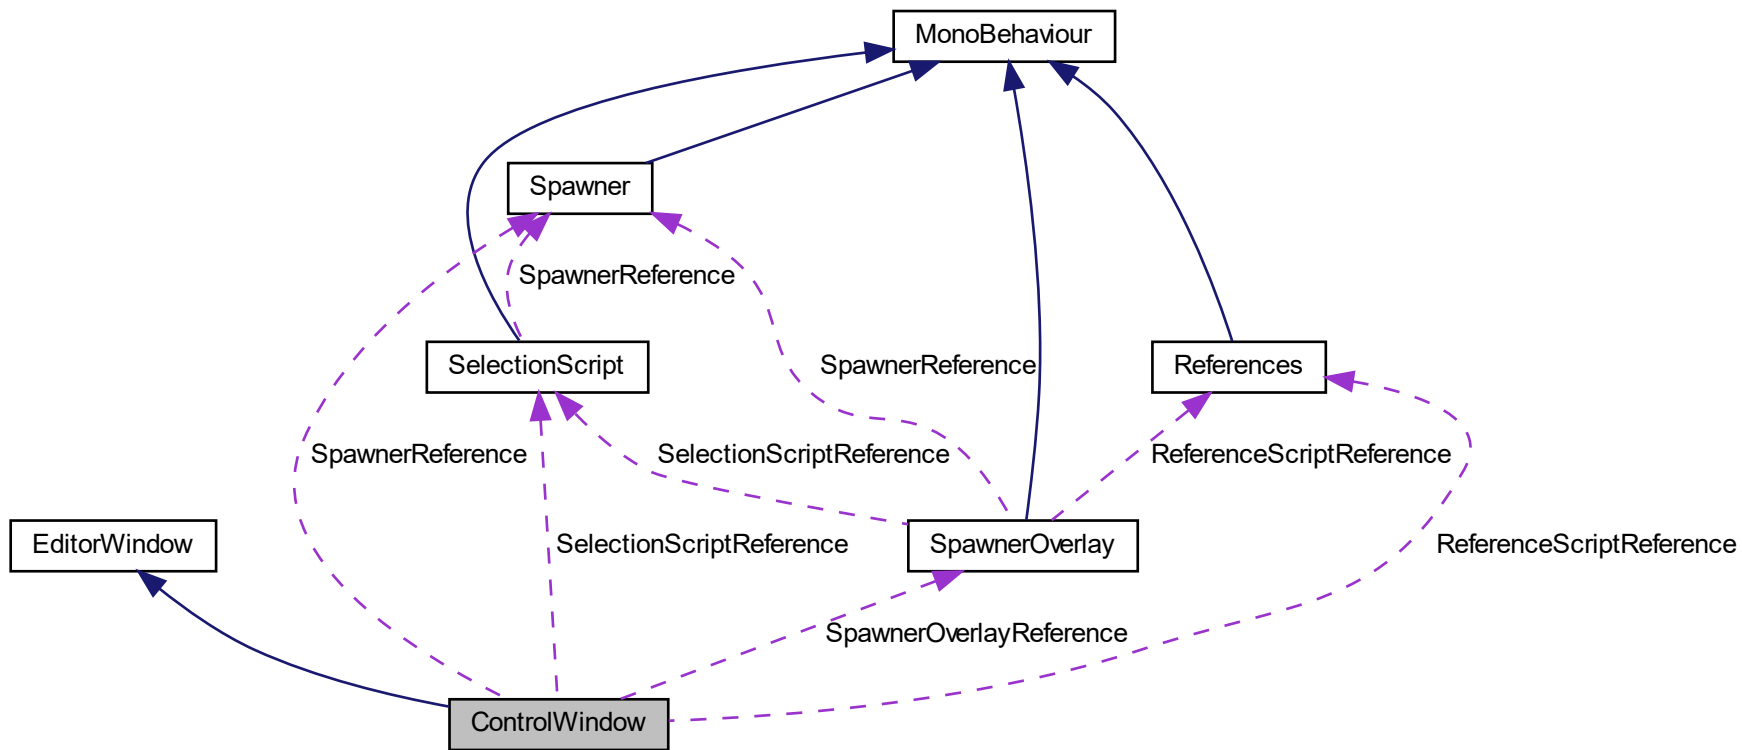 MonoBehaviour
Spawner
SpawnerReference
SelectionScript
SpawnerReference
References
SpawnerReference
SelectionScriptReference
ReferenceScriptReference
EditorWindow
SelectionScriptReference
SpawnerOverlay
ReferenceScriptReference
SpawnerOverlayReference
ControlWindow